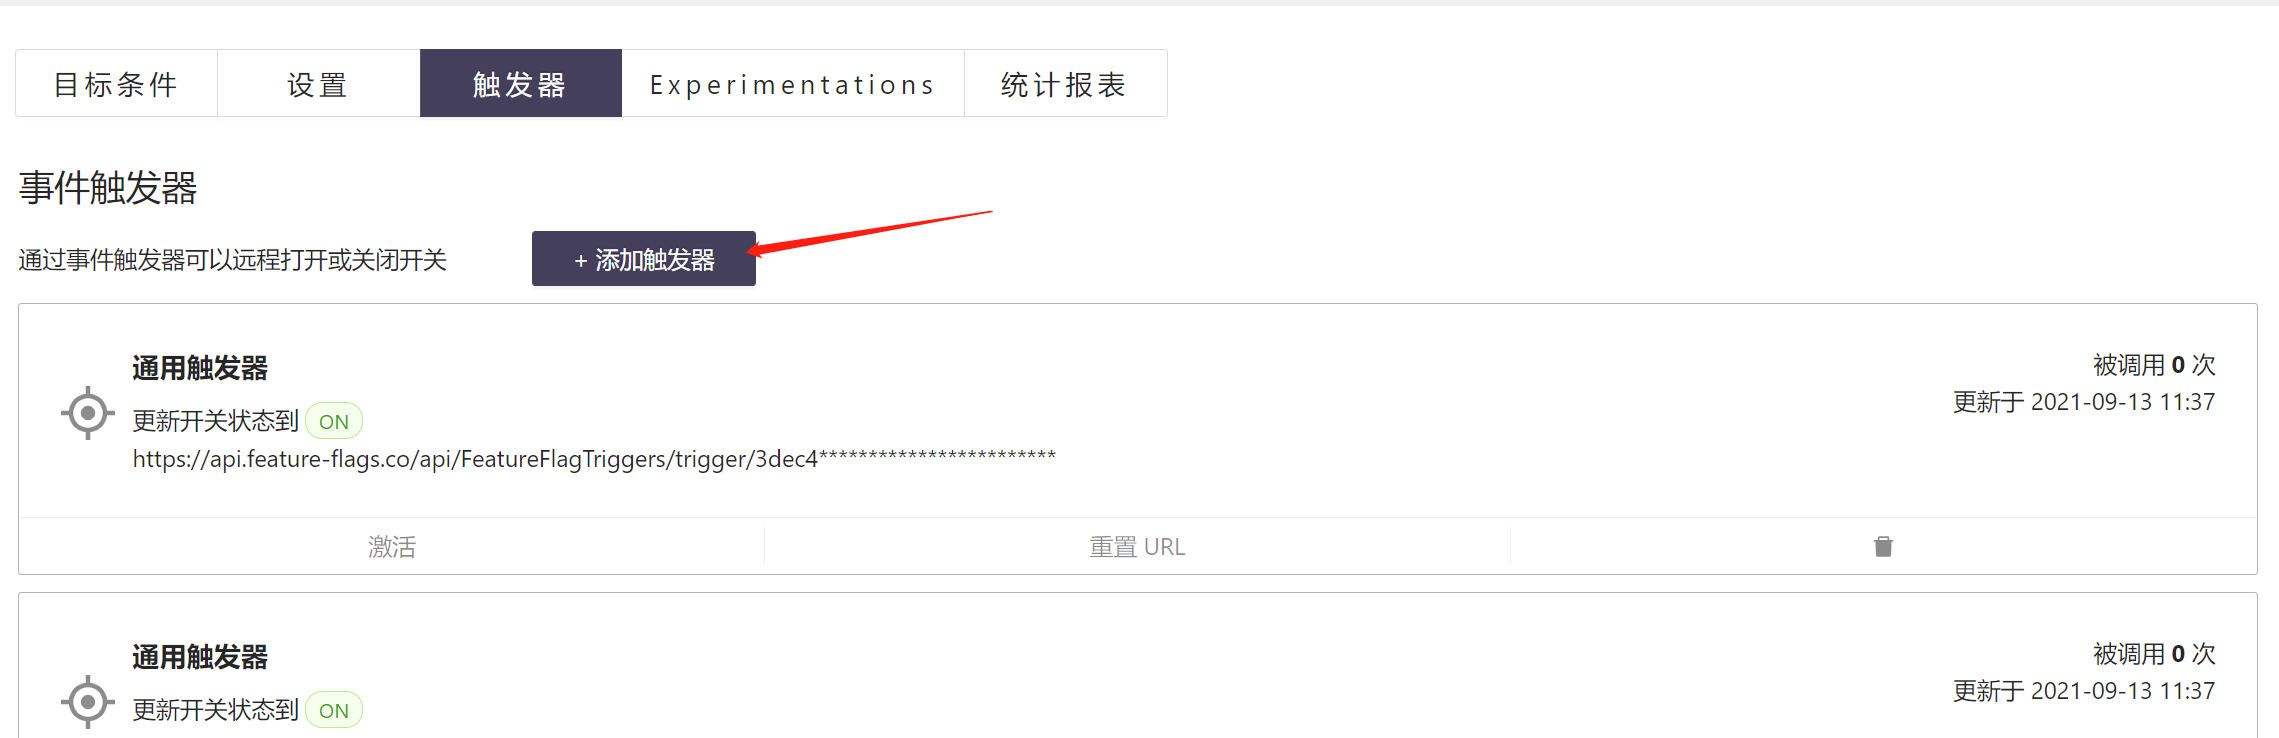 目标条件 设置 触发器 Experimentations 统计报表
事件触发器
通过事件触发器可以远程打开或关闭开关 + 添加触发器
通用触发器 被调用 0 次
更新开关状态到 ON 更新于 2021-09-13 11:37
https://api.feature-flags.co/api/FeatureFlagTriggers/trigger/3dec4************************
激活 重置 URL
通用触发器 被调用 0 次
更新开关状态到 ON 更新于 2021-09-13 11:37